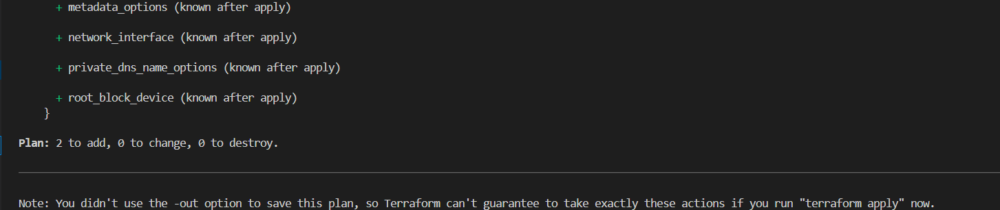 + metadata_options (known after apply)
+ network_interface (known after apply)
+ private_dns_name_options (known after apply)
+ root_block_device (known after apply)
}
Plan: 2 to add, 0 to change, 0 to destroy.
Note: You didn't use the -out option to save this plan, so Terraform can't guarantee to take exactly these actions if you run "terraform apply" now.